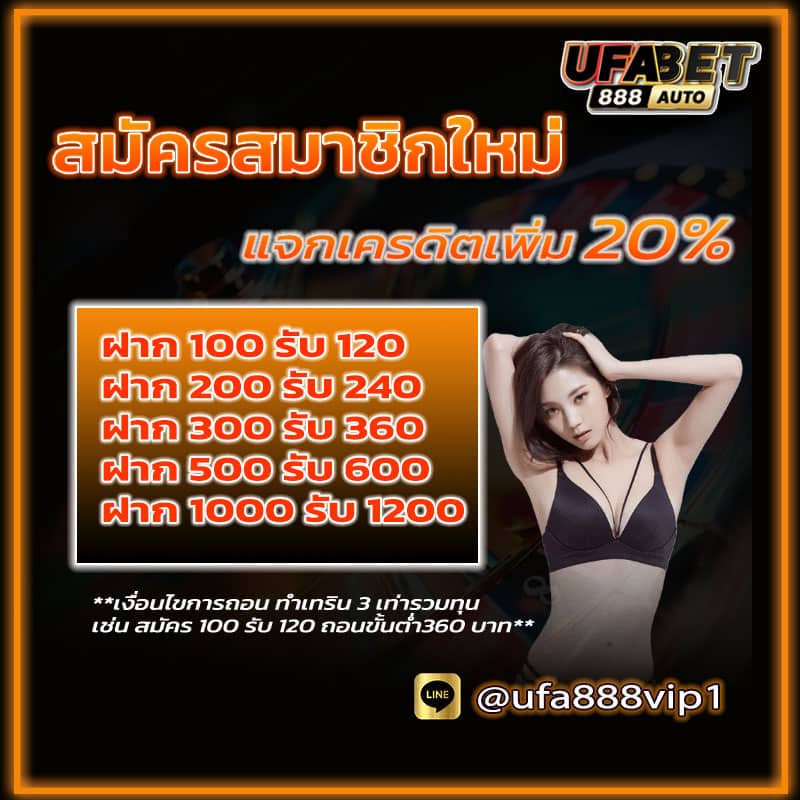 UFABET
888 AUTO
สมัครสมาชิกใหม่
แจกเครดิตเพิ่ม 20%
ฝาก 100 รับ 120
ฝาก 200 รับ 240
ฝาก 300 รับ 360
ฝาก 500 รับ 600
ฝาก 1000 รับ 1200
**เงื่อนไขการถอน ทำเทริน 3 เท่ารวมทุน
เช่น สมัคร 100 รับ 120 ถอนขั้นต่ำ360 บาท**
LINE @ufa888vip1